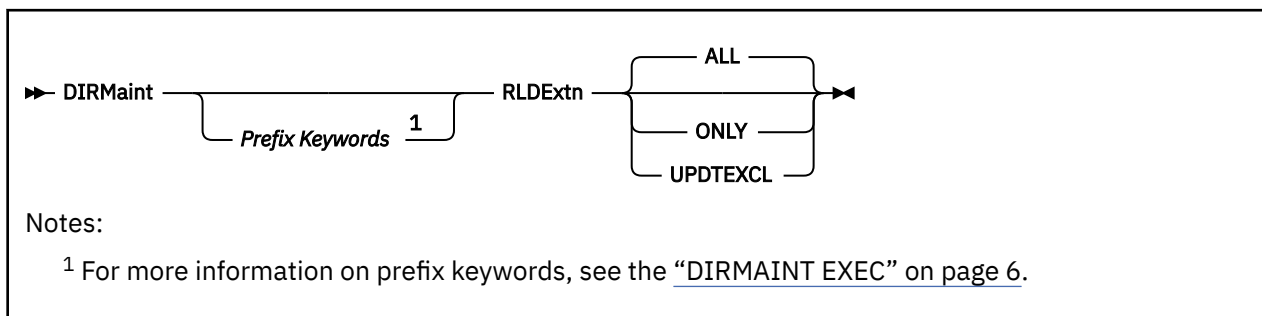 ALL
DIRMaint RLDExtn
Prefix Keywords 1
ONLY
UPDTEXCL
Notes:
1 For more information on prefix keywords, see the “DIRMAINT EXEC” on page 6.